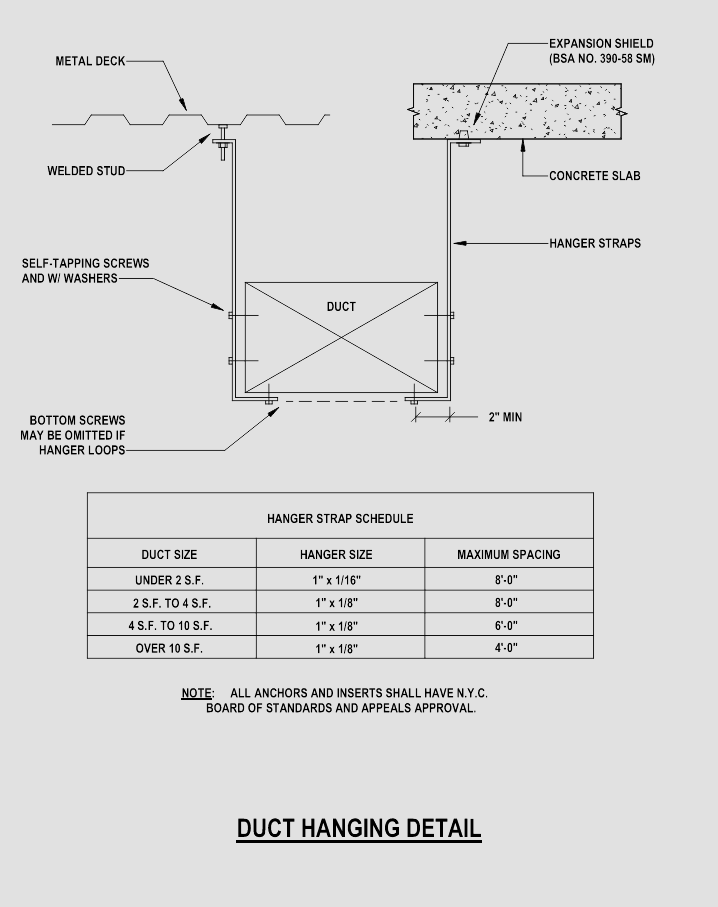 EXPANSION SHIELD
(BSA NO. 390-58 SM)
METAL DECK
WELDED STUD
CONCRETE SLAB
HANGER STRAPS
SELF-TAPPING SCREWS
AND W/ WASHERS
DUCT
BOTTOM SCREWS
MAY BE OMITTED IF
HANGER LOOPS
2" MIN
HANGER STRAP SCHEDULE
DUCT SIZE HANGER SIZE MAXIMUM SPACING
UNDER 2 S.F. 1" x 1/16" 8'-0"
2 S.F. TO 4 S.F. 1" x 1/8" 8'-0"
4 S.F. TO 10 S.F. 1" x 1/8" 6'-0"
OVER 10 S.F. 1" x 1/8" 4'-0"
NOTE: ALL ANCHORS AND INSERTS SHALL HAVE N.Y.C.
BOARD OF STANDARDS AND APPEALS APPROVAL.
DUCT HANGING DETAIL